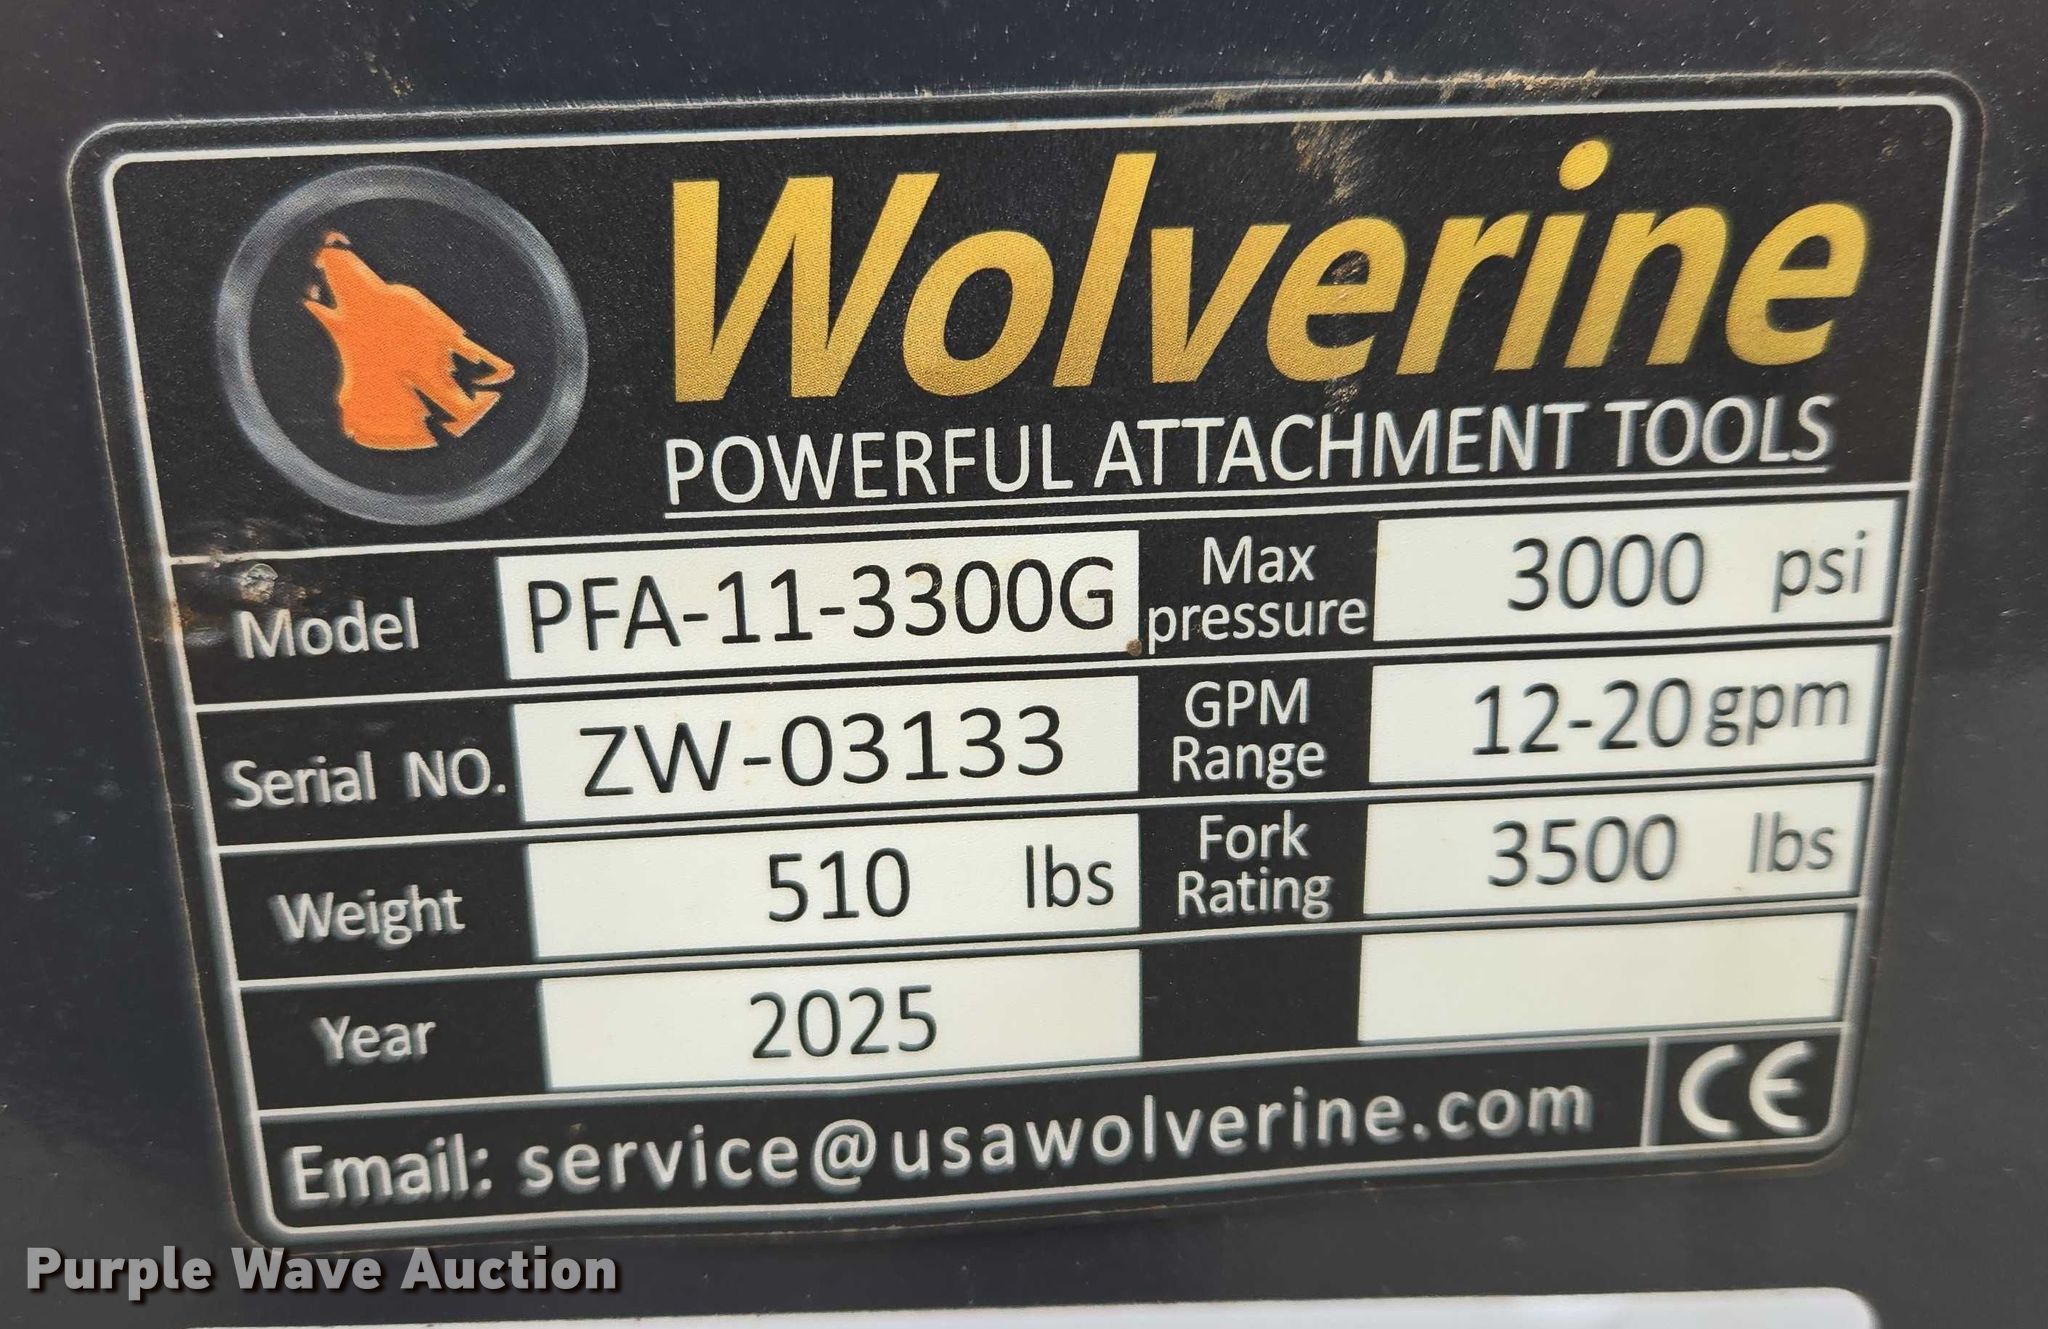 Wolverine
POWERFUL ATTACHMENT TOOLS
Model PFA-11-3300G Max pressure 3000 psi
Serial NO. ZW-03133 GPM Range 12-20 gpm
Weight 510 lbs Fork Rating 3500 lbs
Year 2025
Email: service@usawolverine.com CE
Purple Wave Auction